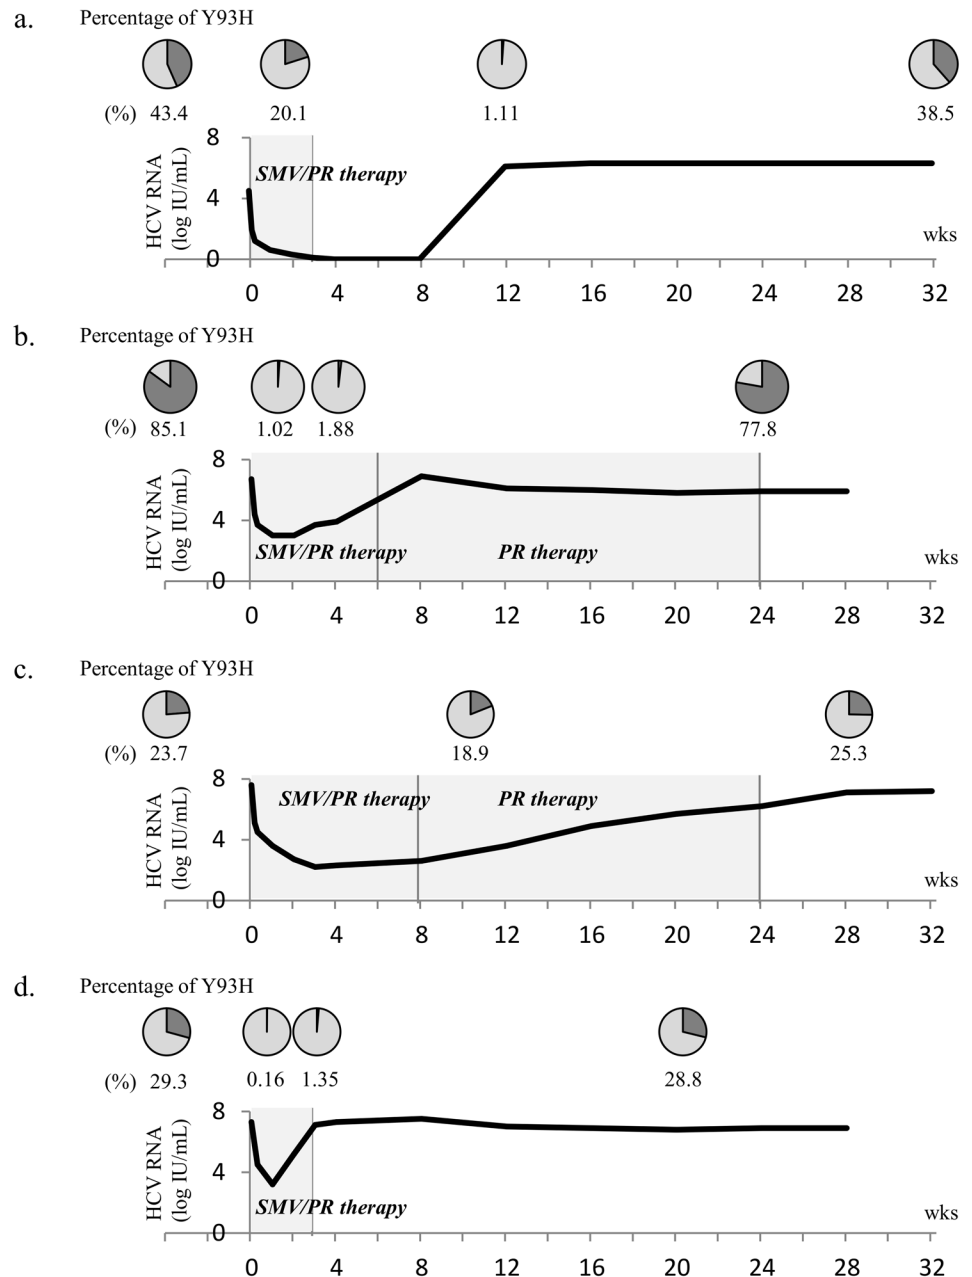 a. Percentage of Y93H
(%) 43.4 20.1 1.11 38.5
HCV RNA
(log IU/mL)
8
SMV/PR therapy
4
wks
0
0 4 8 12 16 20 24 28 32
b. Percentage of Y93H
(%) 85.1 1.02 1.88 77.8
HCV RNA
(log IU/mL)
8
4
SMV/PR therapy PR therapy wks
0
0 4 8 12 16 20 24 28 32
c. Percentage of Y93H
(%) 23.7 18.9 25.3
HCV RNA
(log IU/mL)
8
SMV/PR therapy PR therapy
4
wks
0
0 4 8 12 16 20 24 28 32
d. Percentage of Y93H
(%) 29.3 0.16 1.35 28.8
HCV RNA
(log IU/mL)
8
4
SMV/PR therapy wks
0
0 4 8 12 16 20 24 28 32